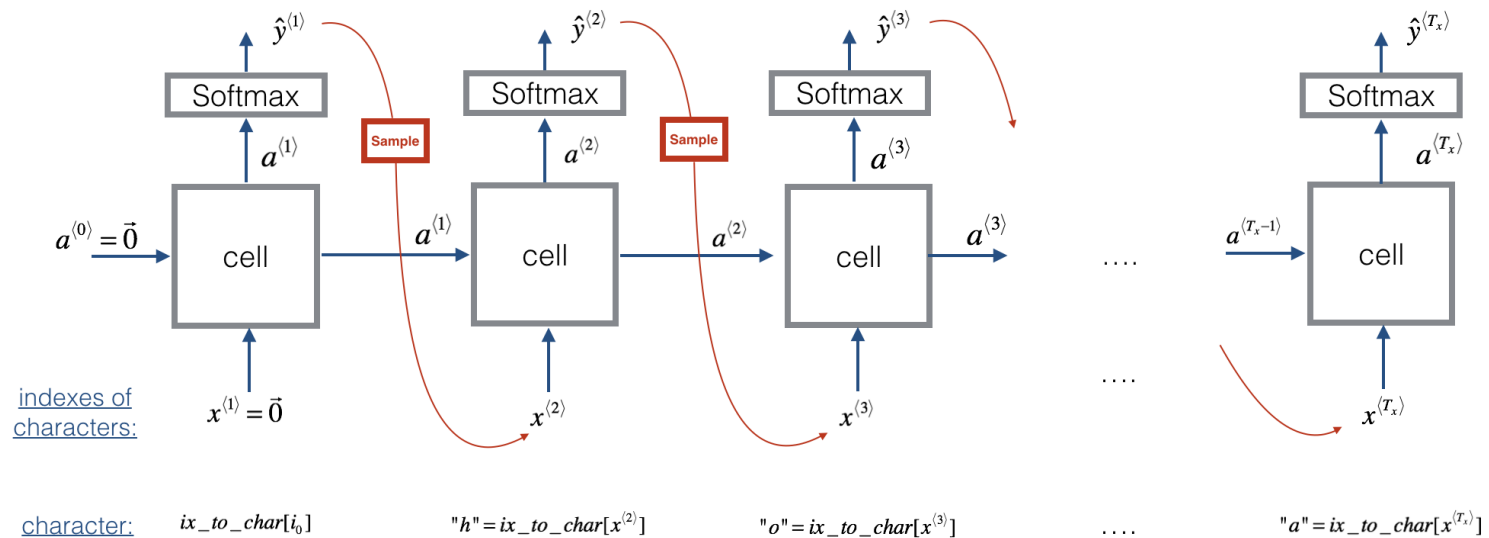 ŷ⟨1⟩ ŷ⟨2⟩ ŷ⟨3⟩ ŷ⟨Tx⟩
Softmax Softmax Softmax Softmax
Sample Sample
a⟨1⟩ a⟨2⟩ a⟨3⟩ a⟨Tx⟩
a⟨0⟩ = 0⃗ a⟨1⟩ a⟨2⟩ a⟨3⟩ a⟨Tx−1⟩
cell cell cell .... cell
....
indexes of
characters:
x⟨1⟩ = 0⃗ x⟨2⟩ x⟨3⟩ x⟨Tx⟩
character: ix_to_char[i₀] "h" = ix_to_char[x⟨2⟩] "o" = ix_to_char[x⟨3⟩] .... "a" = ix_to_char[x⟨Tx⟩]